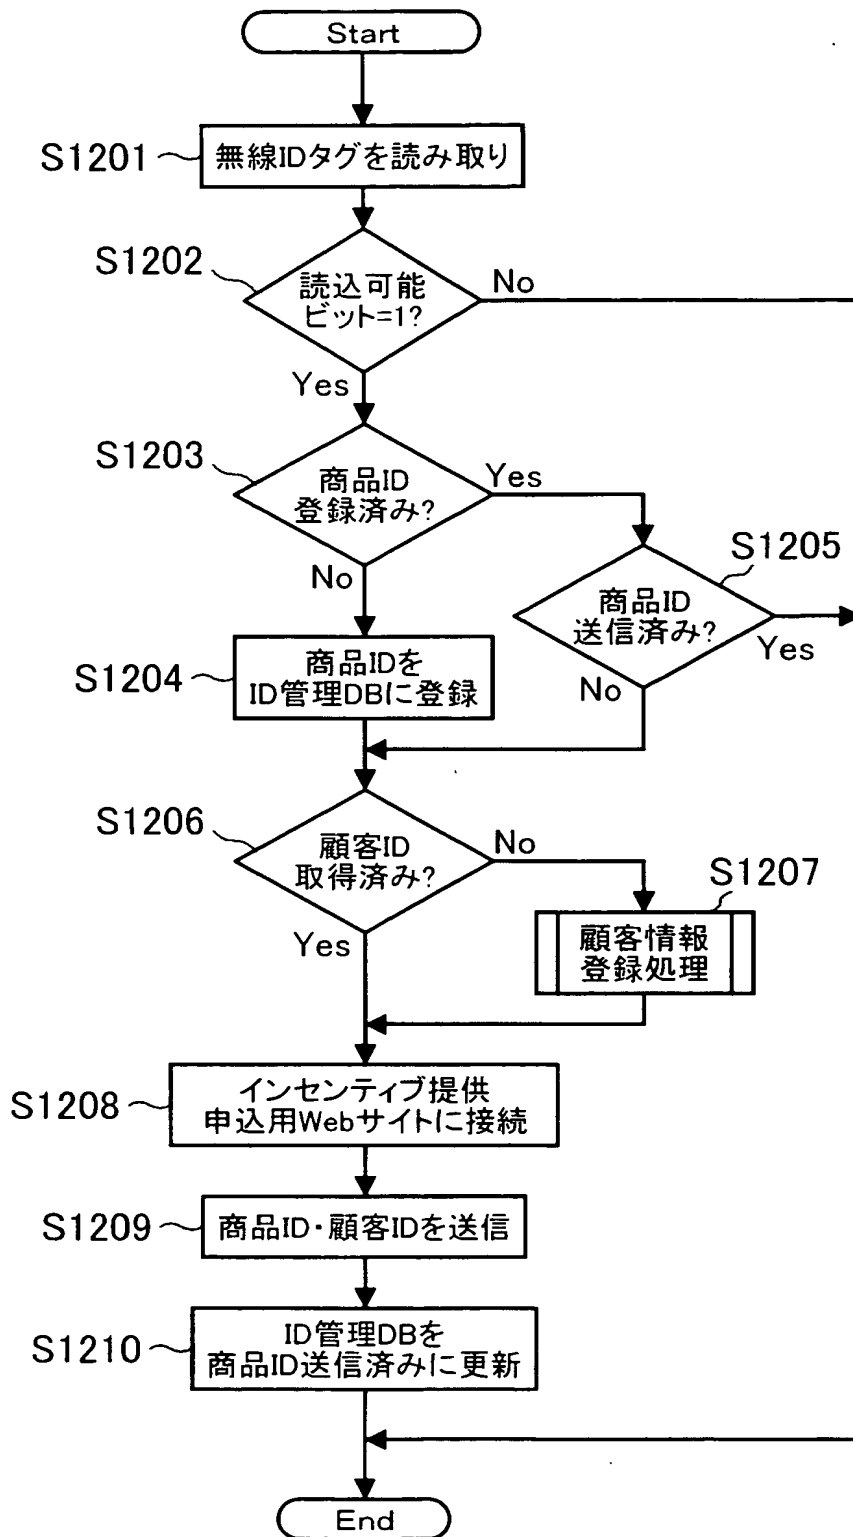 Start
S1201
無線IDタグを読み取り
S1202
読込可能
ビット=1?
No
Yes
S1203
商品ID
登録済み?
Yes
No
S1205
商品ID
送信済み?
Yes
No
S1204
商品IDを
ID管理DBに登録
S1206
顧客ID
取得済み?
No
Yes
S1207
顧客情報
登録処理
S1208
インセンティブ提供
申込用Webサイトに接続
S1209
商品ID・顧客IDを送信
S1210
ID管理DBを
商品ID送信済みに更新
End